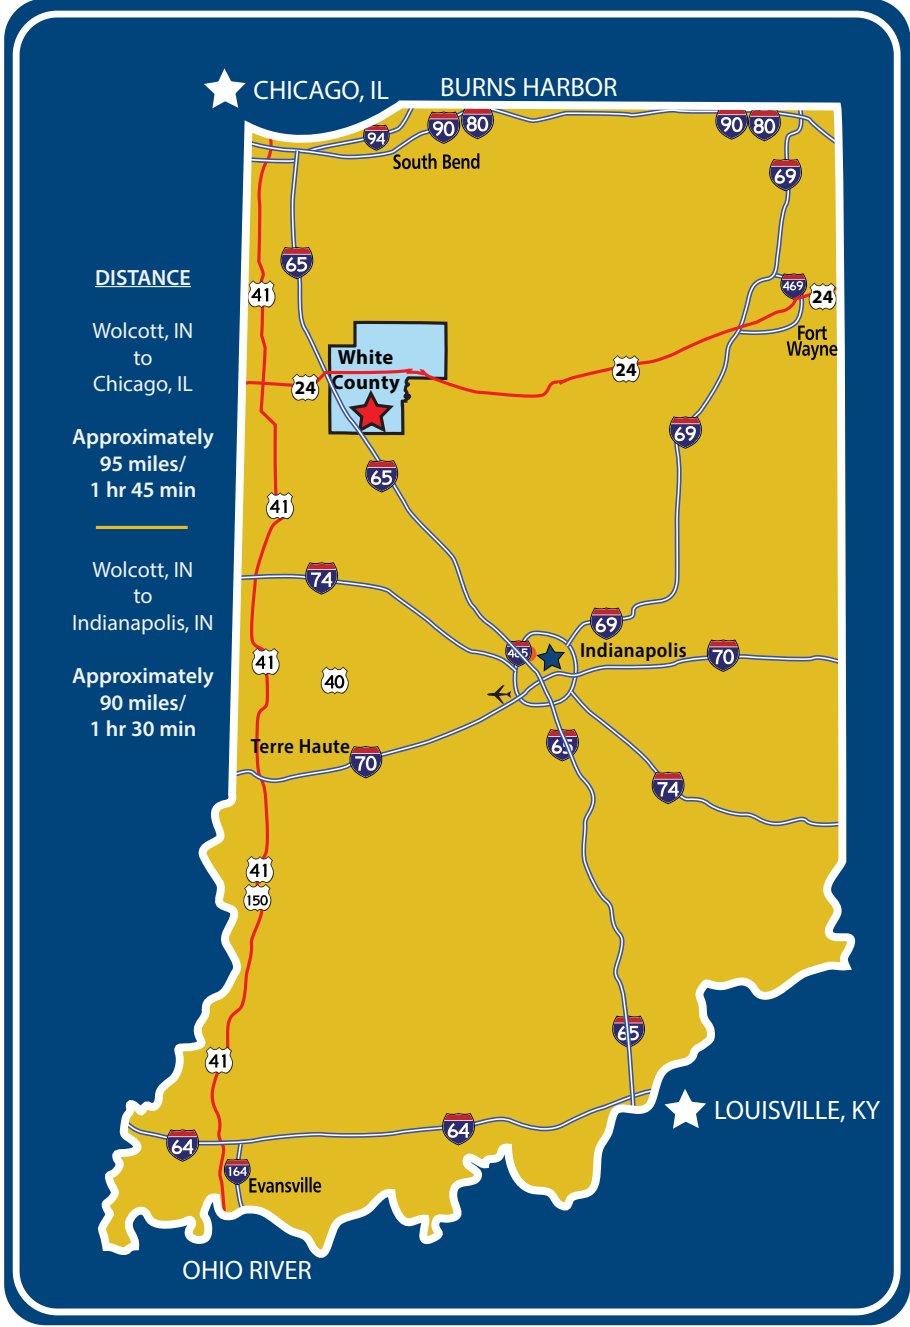 CHICAGO, IL
BURNS HARBOR
94
90
80
90
80
South Bend
69
65
DISTANCE
41
469
24
Wolcott, IN
to
Chicago, IL
Fort
Wayne
White
County
24
24
Approximately
95 miles/
1 hr 45 min
69
65
41
Wolcott, IN
to
Indianapolis, IN
74
69
465
Indianapolis
70
41
40
Approximately
90 miles/
1 hr 30 min
Terre Haute
70
65
74
41
150
65
41
LOUISVILLE, KY
64
64
164
Evansville
OHIO RIVER